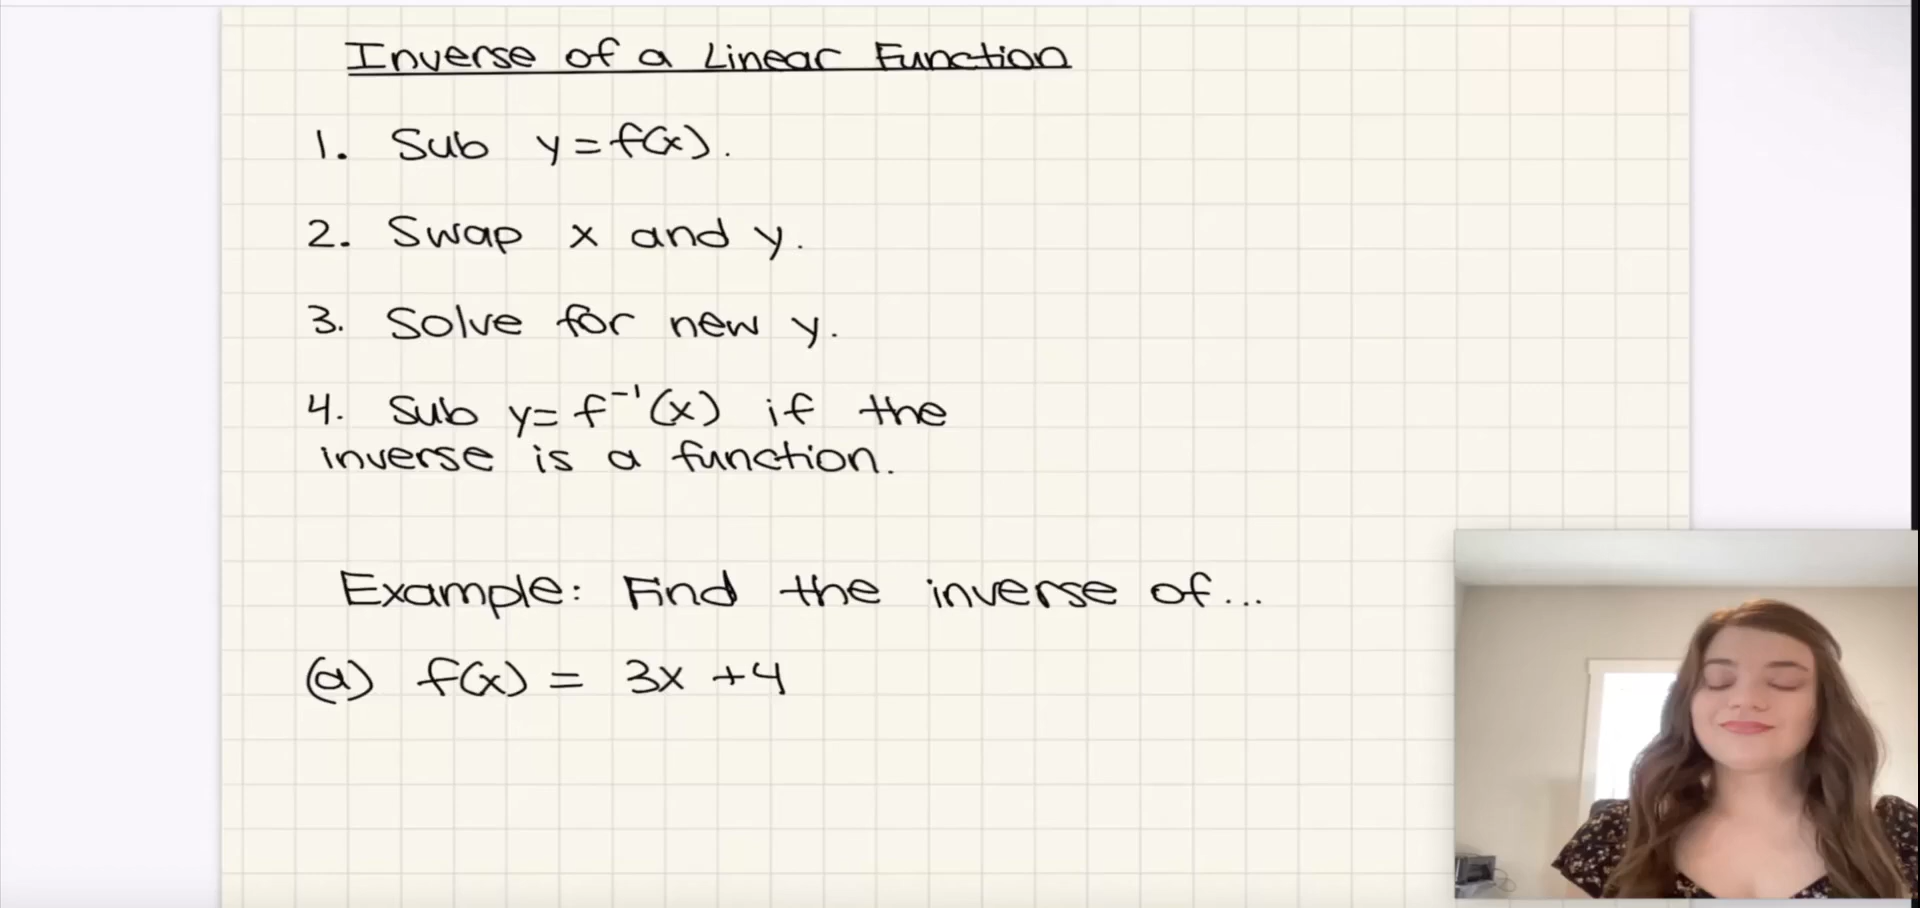 Inverse of a Linear Function
1. Sub y=f(x).
2. Swap x and y.
3. Solve for new y.
4. Sub y= f⁻¹(x) if the
inverse is a function.
Example: Find the inverse of...
(a) f(x) = 3x +4